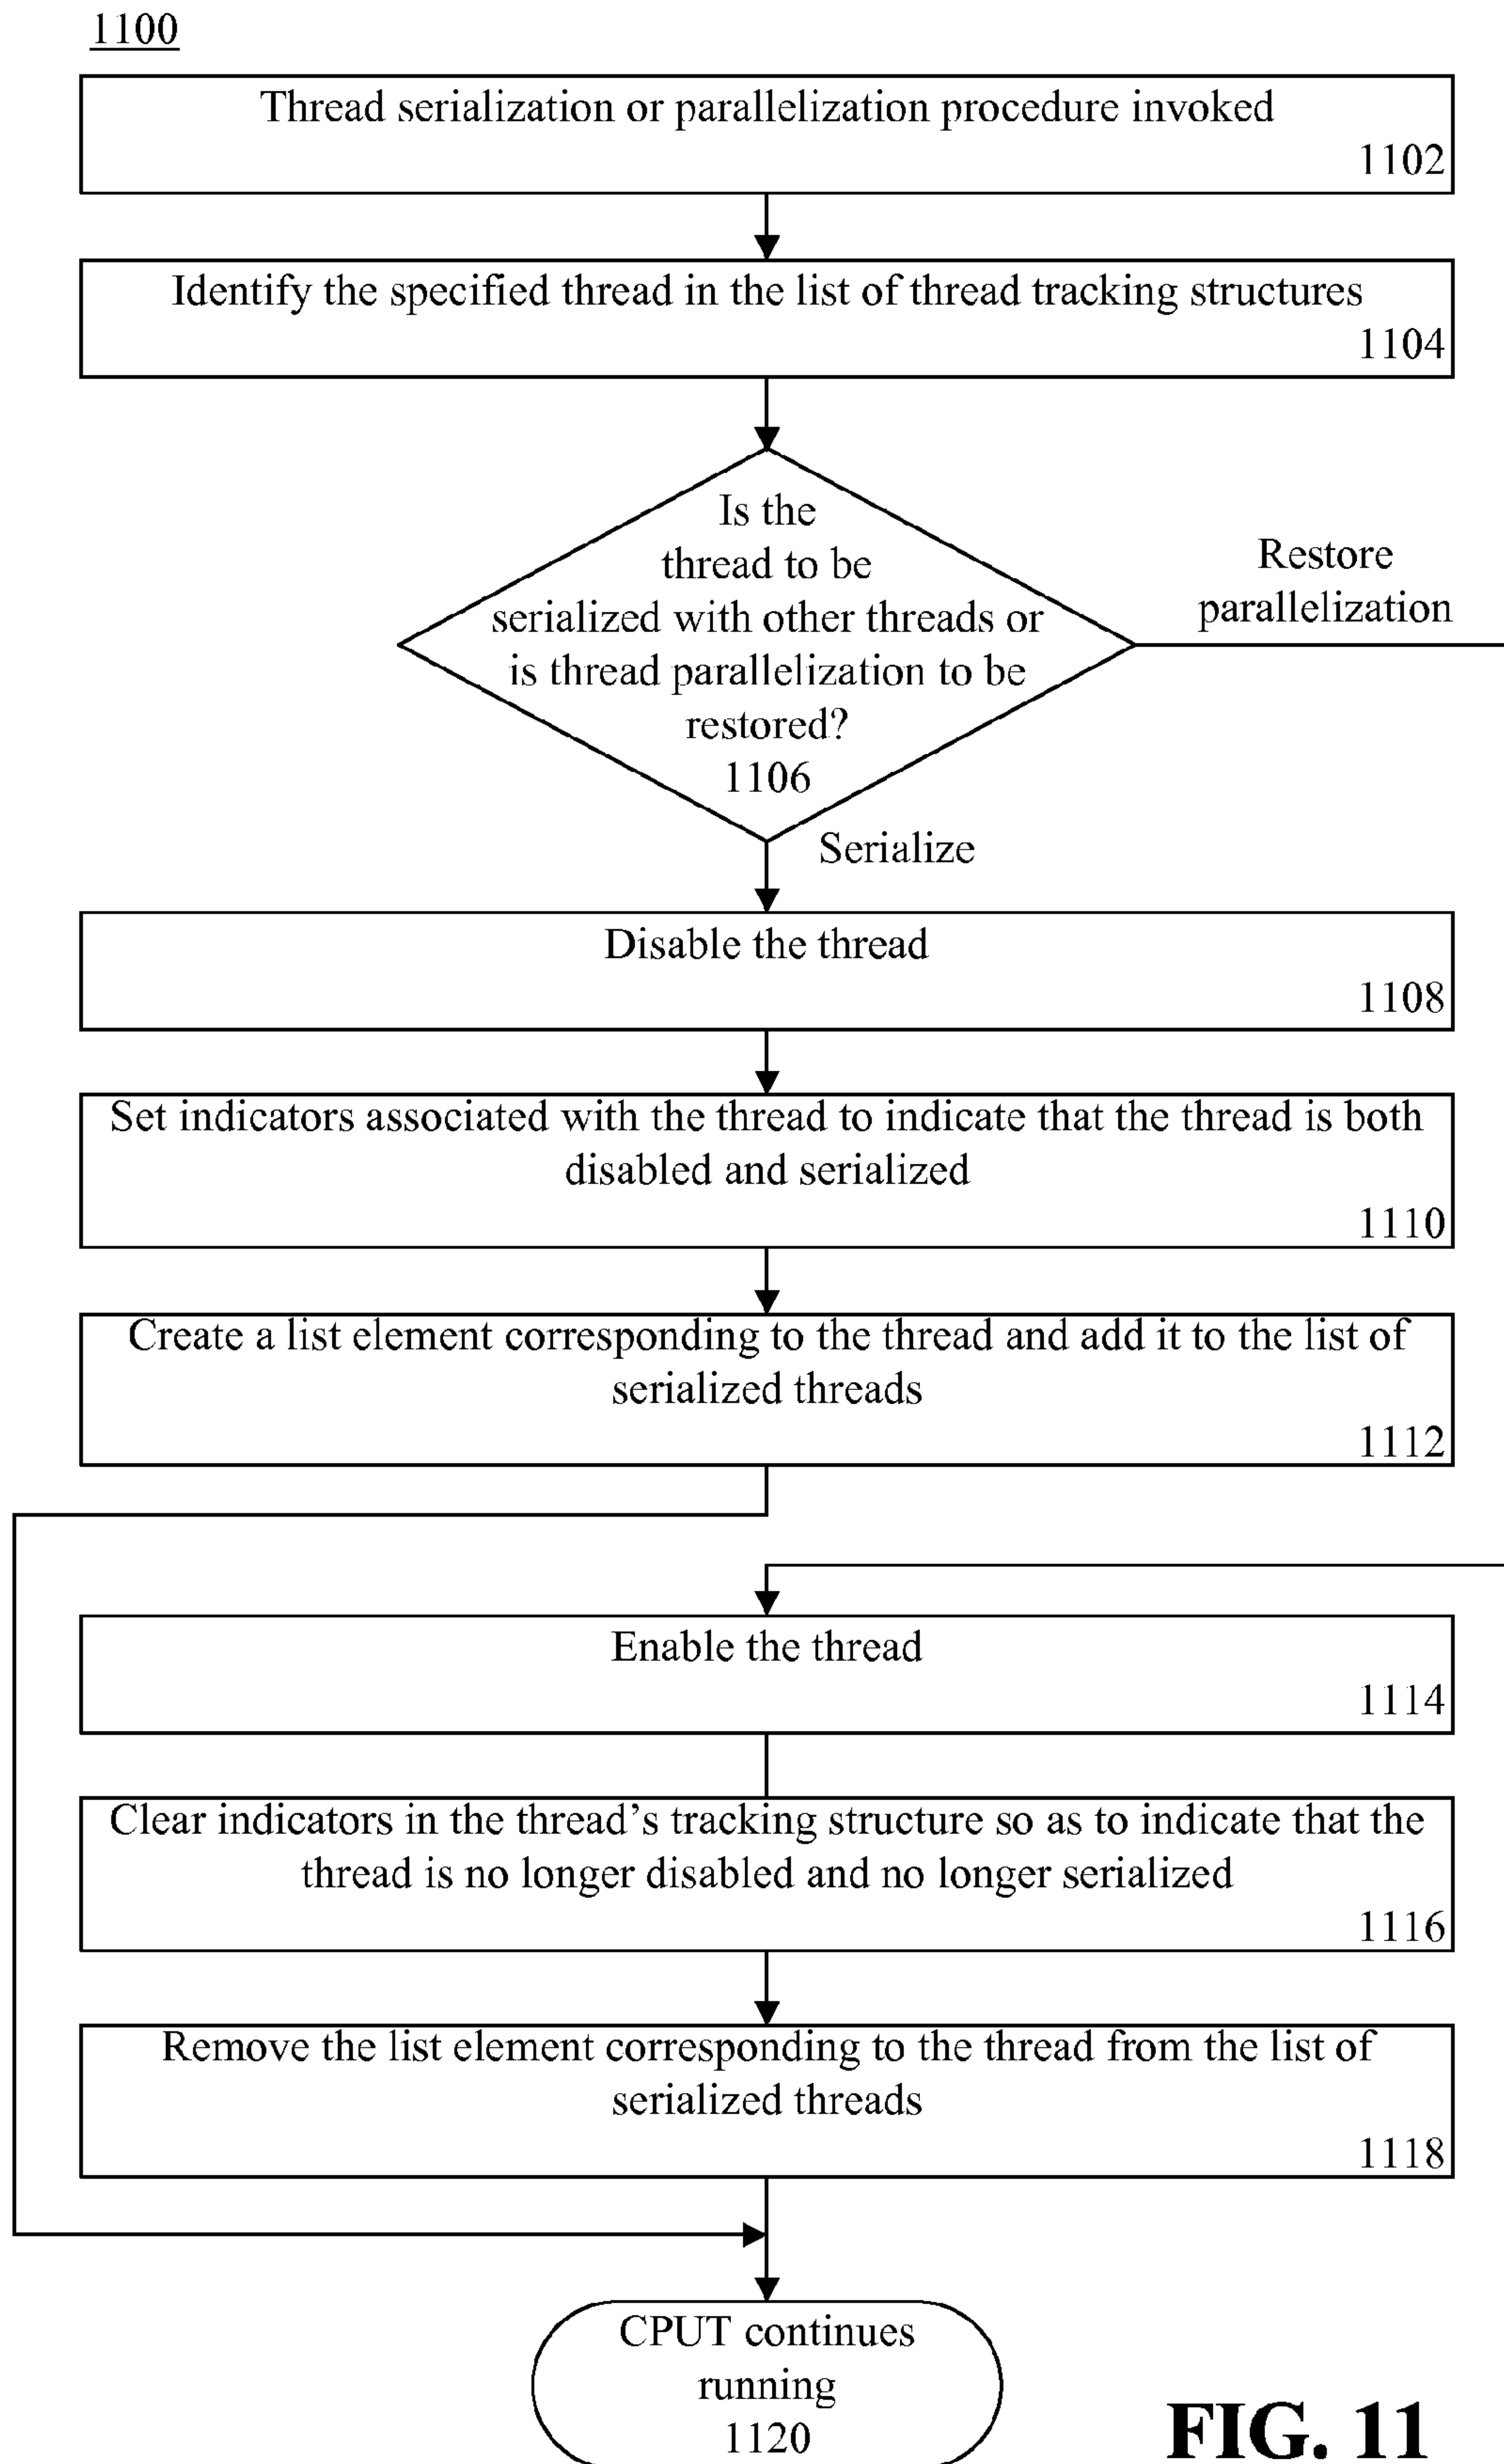 1100
Thread serialization or parallelization procedure invoked
1102
Identify the specified thread in the list of thread tracking structures
1104
Is the
thread to be
serialized with other threads or
is thread parallelization to be
restored?
1106
Restore
parallelization
Serialize
Disable the thread
1108
Set indicators associated with the thread to indicate that the thread is both
disabled and serialized
1110
Create a list element corresponding to the thread and add it to the list of
serialized threads
1112
Enable the thread
1114
Clear indicators in the thread’s tracking structure so as to indicate that the
thread is no longer disabled and no longer serialized
1116
Remove the list element corresponding to the thread from the list of
serialized threads
1118
CPUT continues
running
1120
FIG. 11